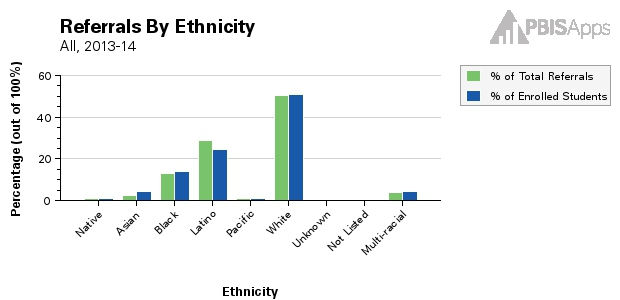 Referrals By Ethnicity
All, 2013-14
PBISApps
% of Total Referrals
% of Enrolled Students
Percentage (out of 100%)
60
40
20
0
Native
Asian
Black
Latino
Pacific
White
Unknown
Not Listed
Multi-racial
Ethnicity